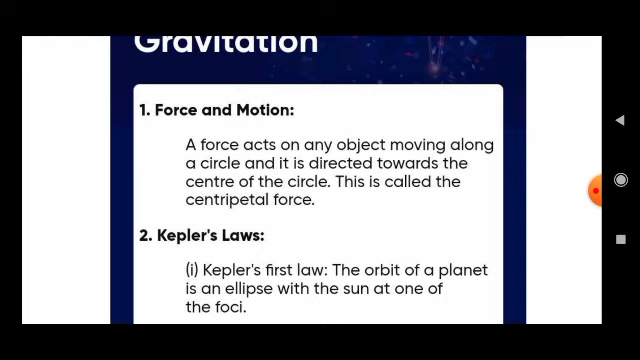 Gravitation
1. Force and Motion:
A force acts on any object moving along
a circle and it is directed towards the
centre of the circle. This is called the
centripetal force.
2. Kepler's Laws:
(i) Kepler's first law: The orbit of a planet
is an ellipse with the sun at one of
the foci.